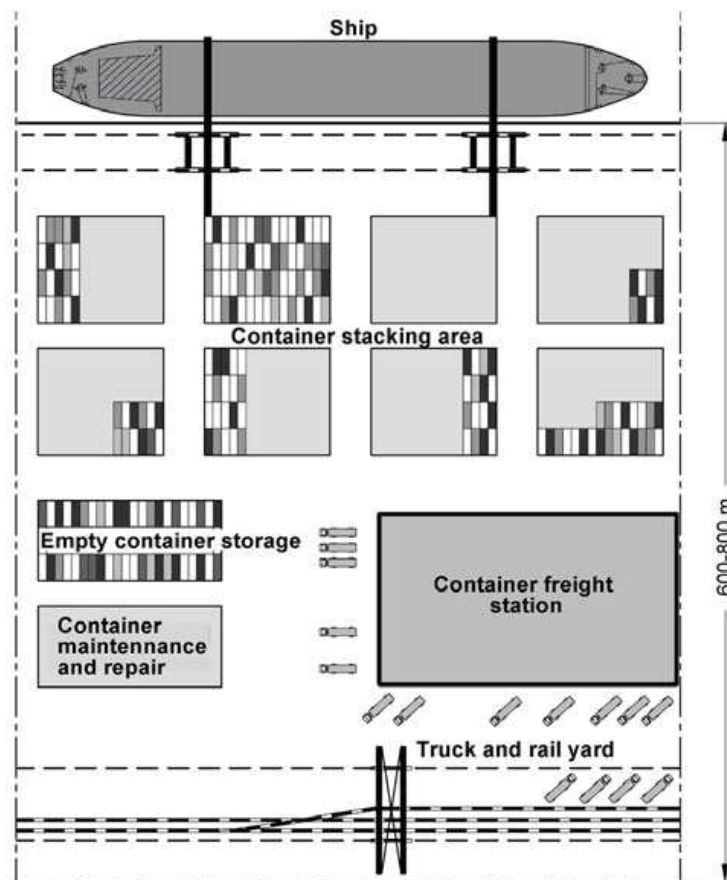 Ship
Container stacking area
Empty container storage
Container freight
station
Container
maintennance
and repair
Truck and rail yard
600-800 m